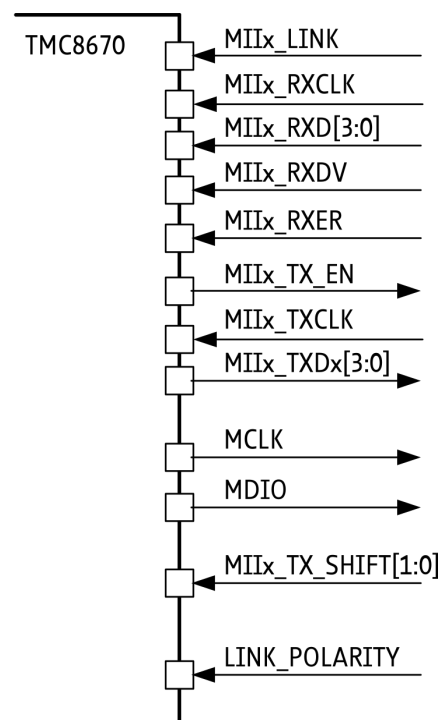 TMC8670
MIIx_LINK
MIIx_RXCLK
MIIx_RXD[3:0]
MIIx_RXDV
MIIx_RXER
MIIx_TX_EN
MIIx_TXCLK
MIIx_TXDx[3:0]
MCLK
MDIO
MIIx_TX_SHIFT[1:0]
LINK_POLARITY